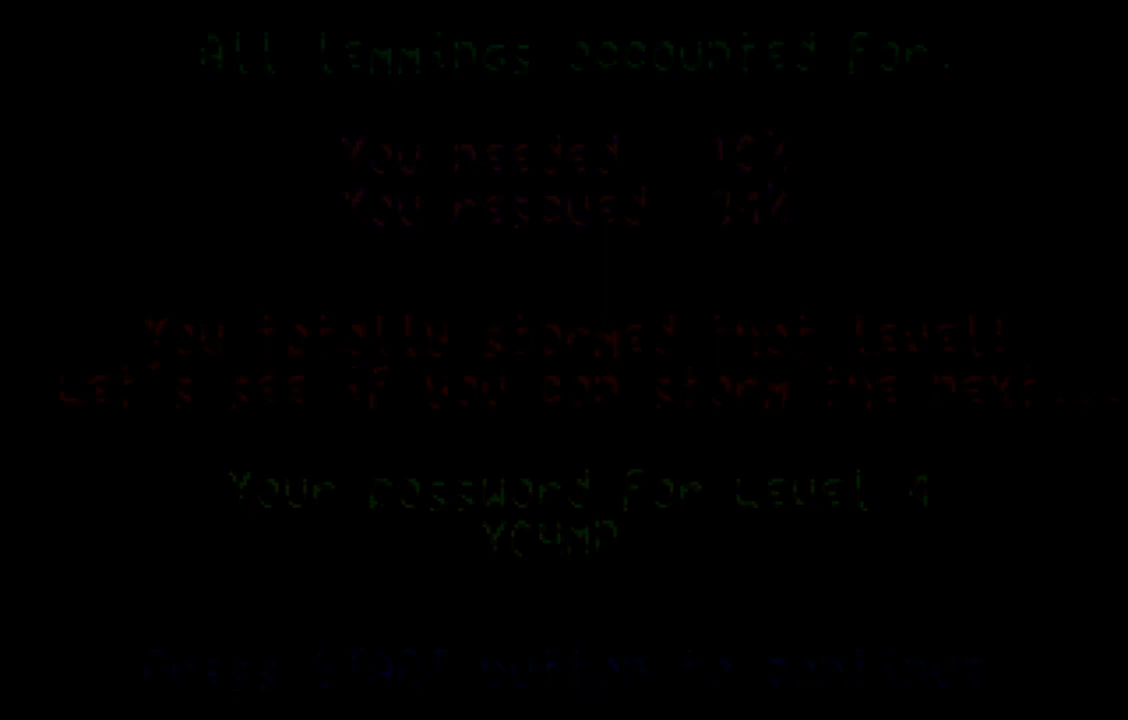 All lemmings accounted for.
You needed 10%
You rescued
You totally stormed that level!
Let's see if you can storm the next...
Your password for Level 4
Press START button to continue